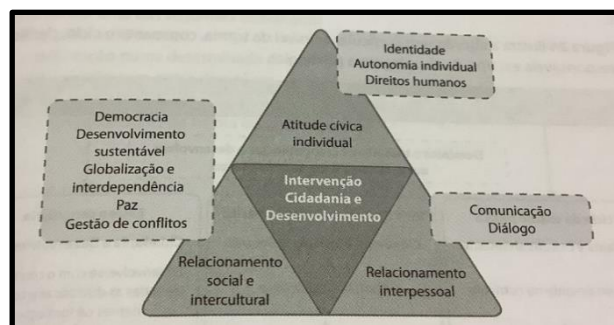 Identidade
Autonomia individual
Direitos humanos
Atitude cívica
individual
Democracia
Desenvolvimento
sustentável
Globalização e
interdependência
Paz
Gestão de conflitos
Intervenção
Cidadania e
Desenvolvimento
Comunicação
Diálogo
Relacionamento
social e
intercultural
Relacionamento
interpessoal